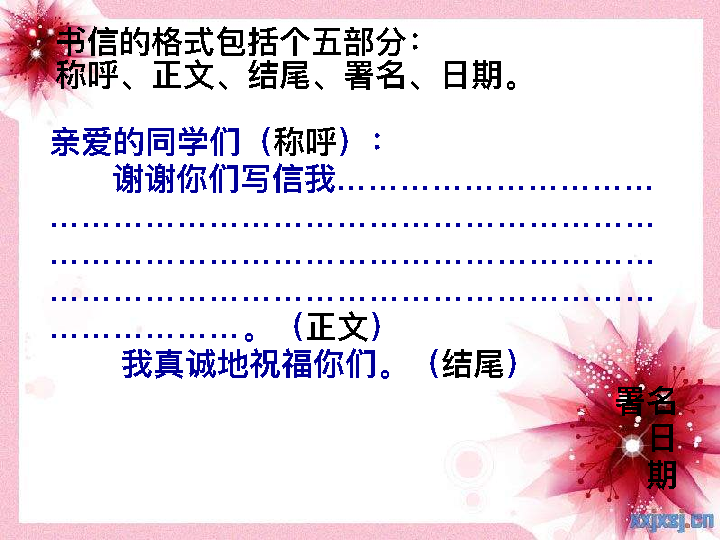 书信的格式包括个五部分：
称呼、正文、结尾、署名、日期。
亲爱的同学们（称呼）：
谢谢你们写信我…………………………
…………………………………………………
…………………………………………………
…………………………………………………
………………。（正文）
我真诚地祝福你们。（结尾）
署名
日
期
xxjxsj.cn